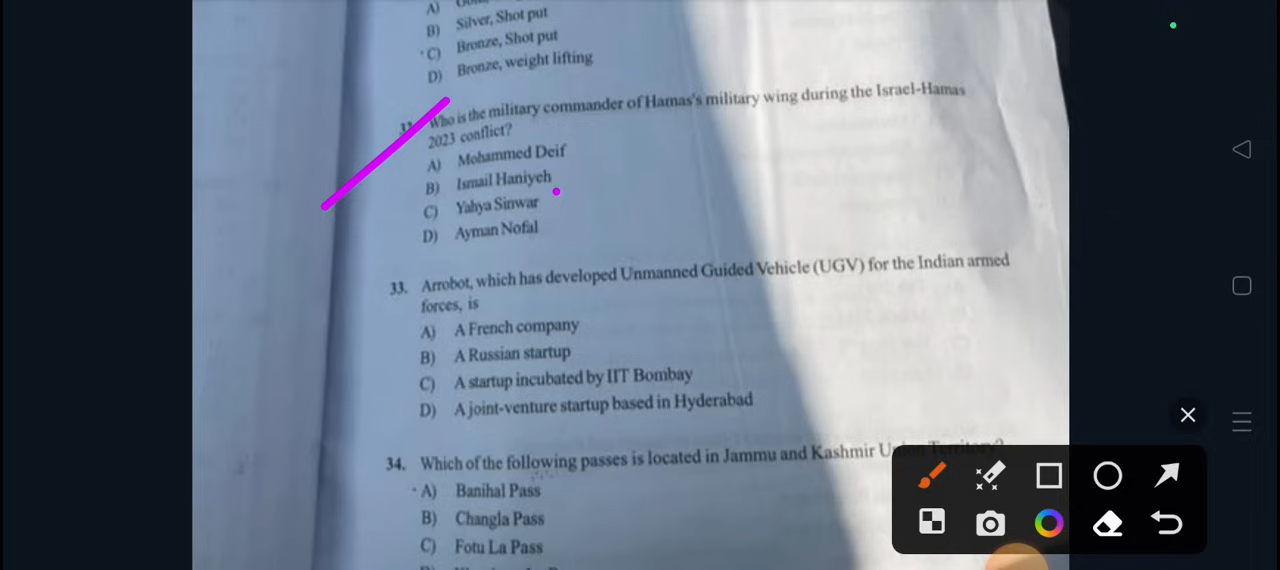 A)
B) Silver, Shot put
C) Bronze, Shot put
D) Bronze, weight lifting
Who is the military commander of Hamas's military wing during the Israel-Hamas
2023 conflict?
A) Mohammed Deif
B) Ismail Haniyeh
C) Yahya Sinwar
D) Ayman Nofal
33. Arrobot, which has developed Unmanned Guided Vehicle (UGV) for the Indian armed
forces, is
A) A French company
B) A Russian startup
C) A startup incubated by IIT Bombay
D) A joint-venture startup based in Hyderabad
34. Which of the following passes is located in Jammu and Kashmir Union Territory?
A) Banihal Pass
B) Changla Pass
C) Fotu La Pass